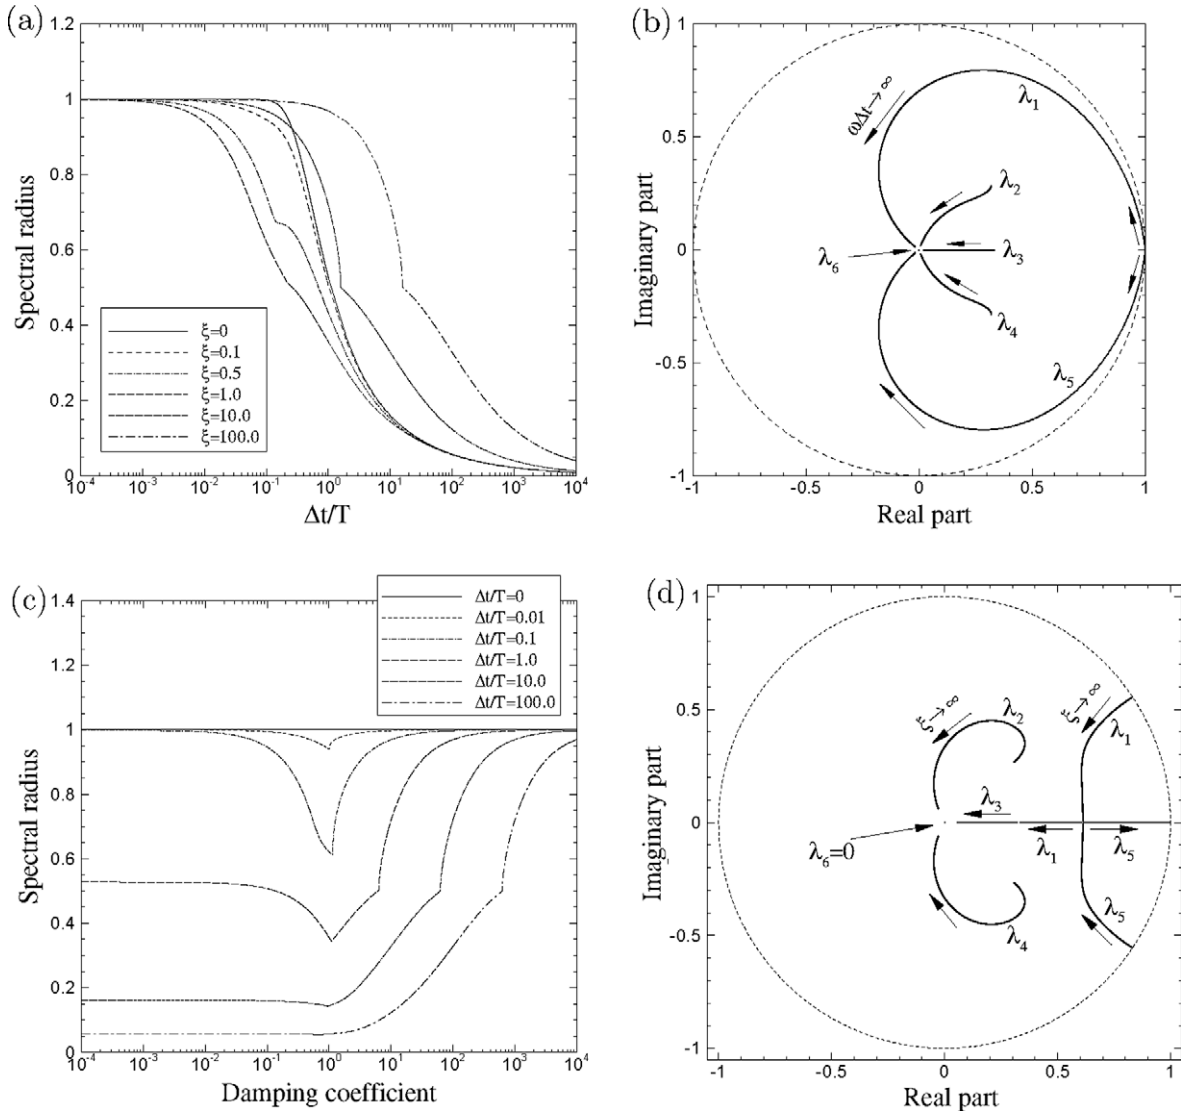 (a)
1.2
1
0.8
0.6
0.4
0.2
0
Spectral radius
ξ=0
ξ=0.1
ξ=0.5
ξ=1.0
ξ=10.0
ξ=100.0
10⁻⁴ 10⁻³ 10⁻² 10⁻¹ 10⁰ 10¹ 10² 10³ 10⁴
Δt/T
(b)
1
0.5
0
-0.5
-1
Imaginary part
ωΔt→∞
λ₁
λ₂
λ₃
λ₆
λ₄
λ₅
-1 -0.5 0 0.5 1
Real part
(c)
1.4
1.2
1
0.8
0.6
0.4
0.2
0
Spectral radius
Δt/T=0
Δt/T=0.01
Δt/T=0.1
Δt/T=1.0
Δt/T=10.0
Δt/T=100.0
10⁻⁴ 10⁻³ 10⁻² 10⁻¹ 10⁰ 10¹ 10² 10³ 10⁴
Damping coefficient
(d)
1
0.5
0
-0.5
-1
Imaginary part
ξ→∞
λ₂
ξ→∞
λ₁
λ₃
λ₆=0
λ₁
λ₅
λ₄
λ₅
-1 -0.5 0 0.5 1
Real part